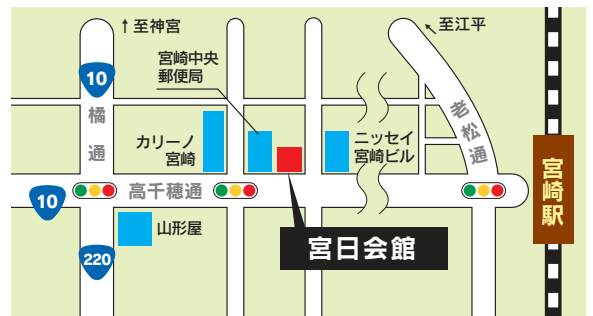 ↑至神宮
↖至江平
宮崎中央
郵便局
10
橘通
カリーノ
宮崎
ニッセイ
宮崎ビル
老松通
宮崎駅
10
高千穂通
山形屋
宮日会館
220